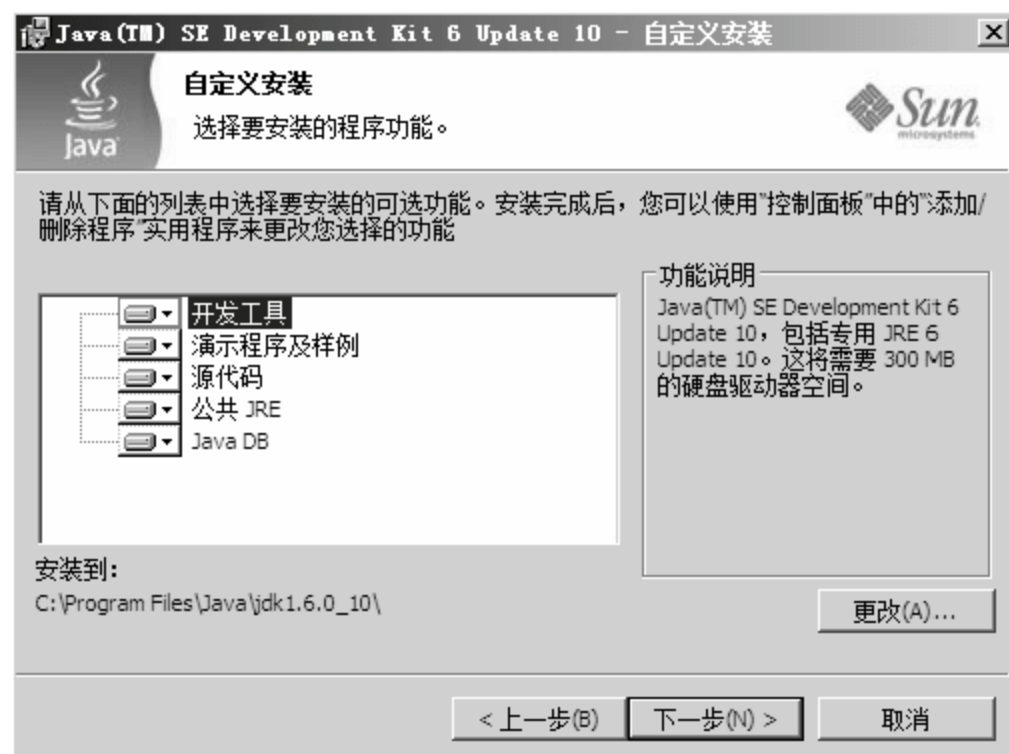 Java(TM) SE Development Kit 6 Update 10 - 自定义安装
Java
自定义安装
选择要安装的程序功能。
Sun
microsystems
请从下面的列表中选择要安装的可选功能。安装完成后，您可以使用"控制面板"中的"添加/
删除程序"实用程序来更改您选择的功能
开发工具
演示程序及样例
源代码
公共 JRE
Java DB
功能说明
Java(TM) SE Development Kit 6
Update 10，包括专用 JRE 6
Update 10。这将需要 300 MB
的硬盘驱动器空间。
安装到：
C:\Program Files\Java\jdk1.6.0_10\
更改(A)...
<上一步(B)
下一步(N) >
取消